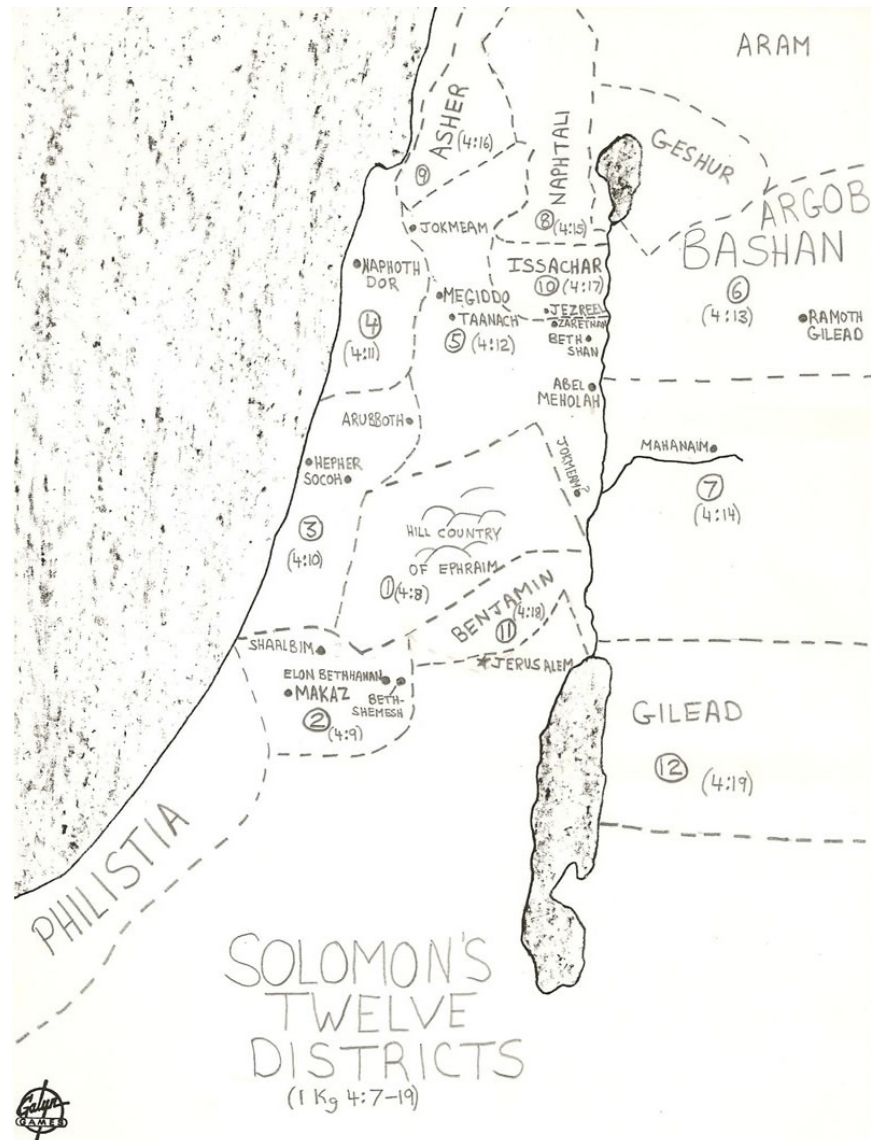 ARAM
ASHER
(4:16)
9
NAPHTALI
8 (4:15)
GESHUR
ARGOB
BASHAN
6
(4:13)
RAMOTH
GILEAD
JOKMEAM
NAPHOTH
DOR
4
(4:11)
ISSACHAR
10 (4:17)
MEGIDDO
TAANACH
5 (4:12)
JEZREEL
ZARETHAN
BETH
SHAN
ABEL
MEHOLAH
ARUBBOTH
HEPHER
SOCOH
3
(4:10)
JOKMEAM?
MAHANAIM
7
(4:14)
HILL COUNTRY
OF EPHRAIM
1 (4:8)
BENJAMIN
(4:18)
11
SHAALBIM
ELON BETHHANAN
MAKAZ
BETH-
SHEMESH
2
(4:9)
*JERUSALEM
GILEAD
12 (4:19)
PHILISTIA
SOLOMON'S
TWELVE
DISTRICTS
(I Kg 4:7-19)
Galyn
GAMES